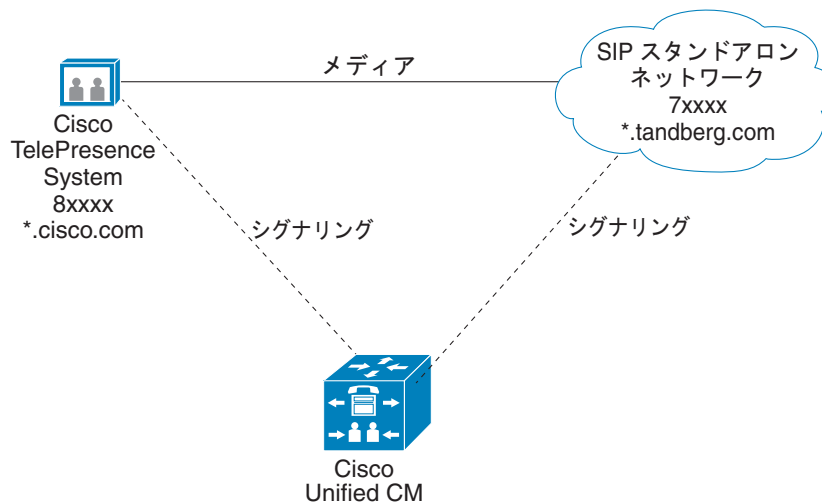 メディア
SIP スタンドアロン
ネットワーク
7xxxx
*.tandberg.com
Cisco
TelePresence
System
8xxxx
*.cisco.com
シグナリング
シグナリング
Cisco
Unified CM